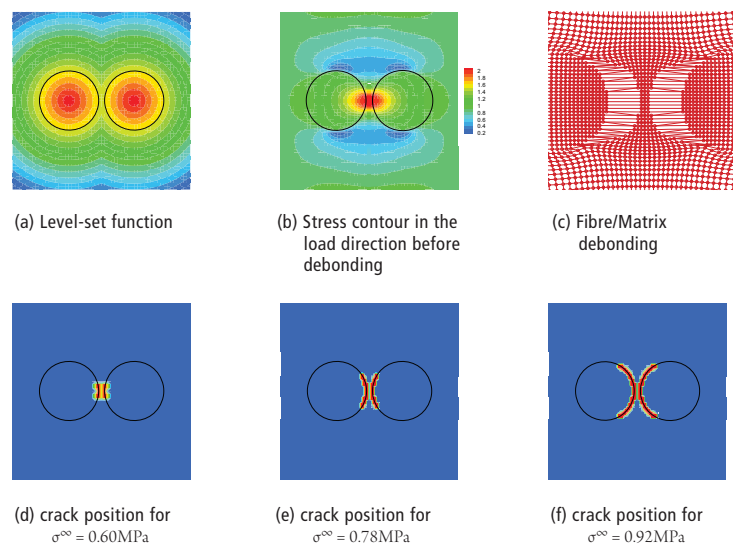 2
1.8
1.6
1.4
1.2
1
0.8
0.6
0.4
0.2
(a) Level-set function
(b) Stress contour in the
load direction before
debonding
(c) Fibre/Matrix
debonding
(d) crack position for
σ∞ = 0.60MPa
(e) crack position for
σ∞ = 0.78MPa
(f) crack position for
σ∞ = 0.92MPa